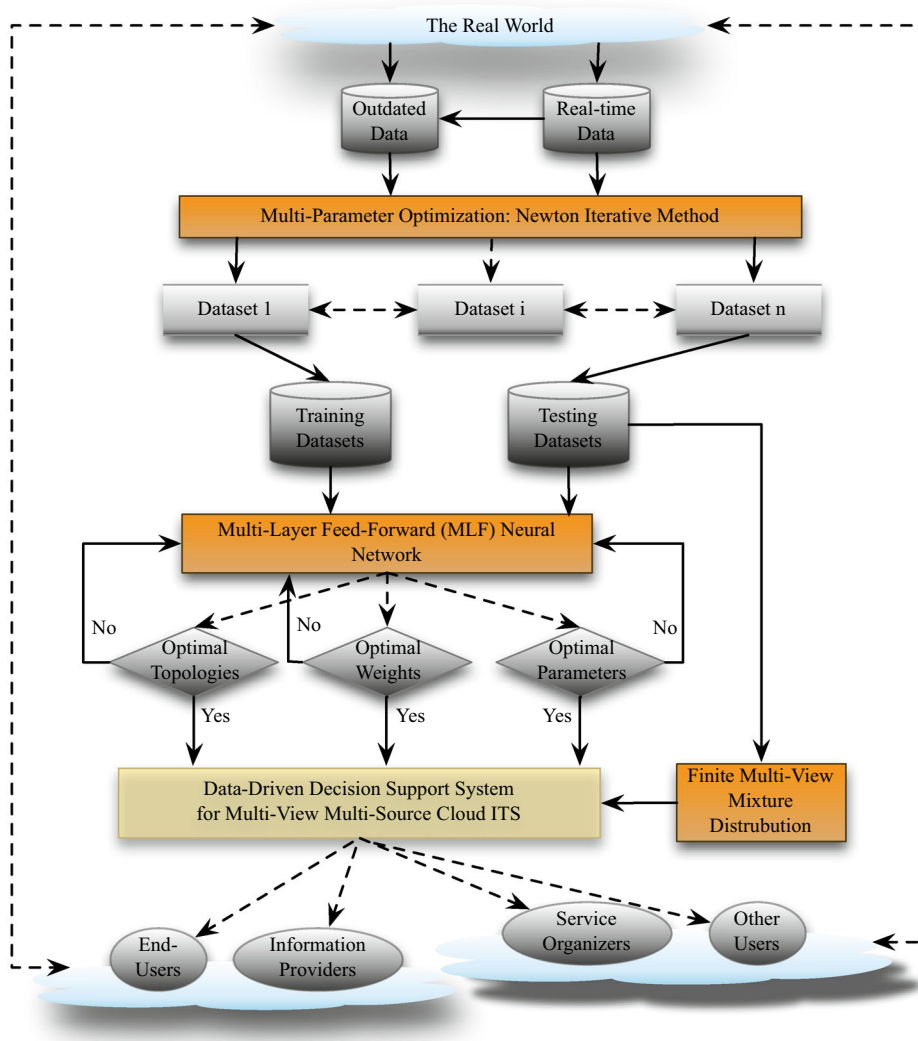 The Real World
Outdated
Data
Real-time
Data
Multi-Parameter Optimization: Newton Iterative Method
Dataset 1
Dataset i
Dataset n
Training
Datasets
Testing
Datasets
Multi-Layer Feed-Forward (MLF) Neural
Network
No
Optimal
Topologies
No
Optimal
Weights
Optimal
Parameters
No
Yes
Yes
Yes
Data-Driven Decision Support System
for Multi-View Multi-Source Cloud ITS
Finite Multi-View
Mixture
Distrubution
End-
Users
Information
Providers
Service
Organizers
Other
Users